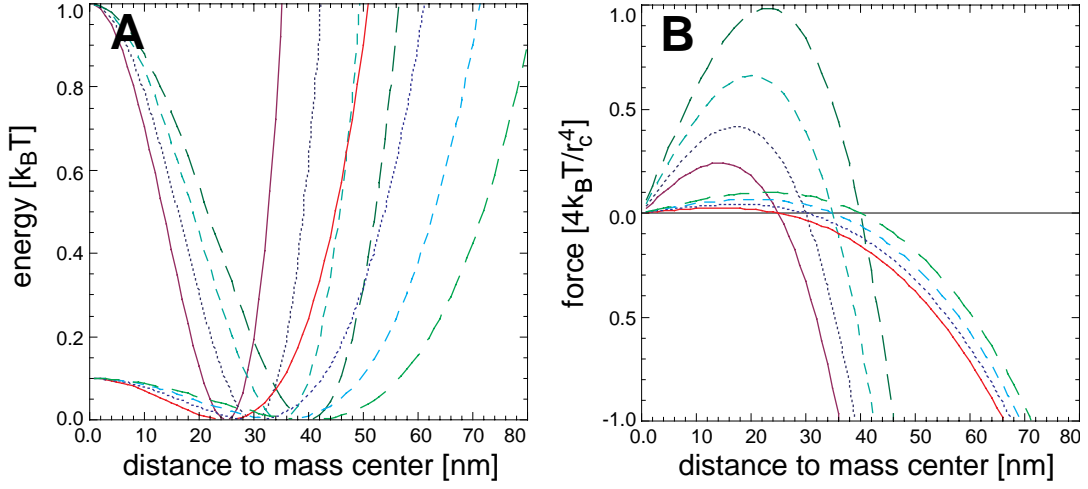 A
B
1.0
0.8
0.6
0.4
0.2
0.0
energy [kBT]
0.0 10 20 30 40 50 60 70 80
distance to mass center [nm]
1.0
0.5
0.0
0.5
-1.0
force [4kBT/rc4]
0.0 10 20 30 40 50 60 70 80
distance to mass center [nm]